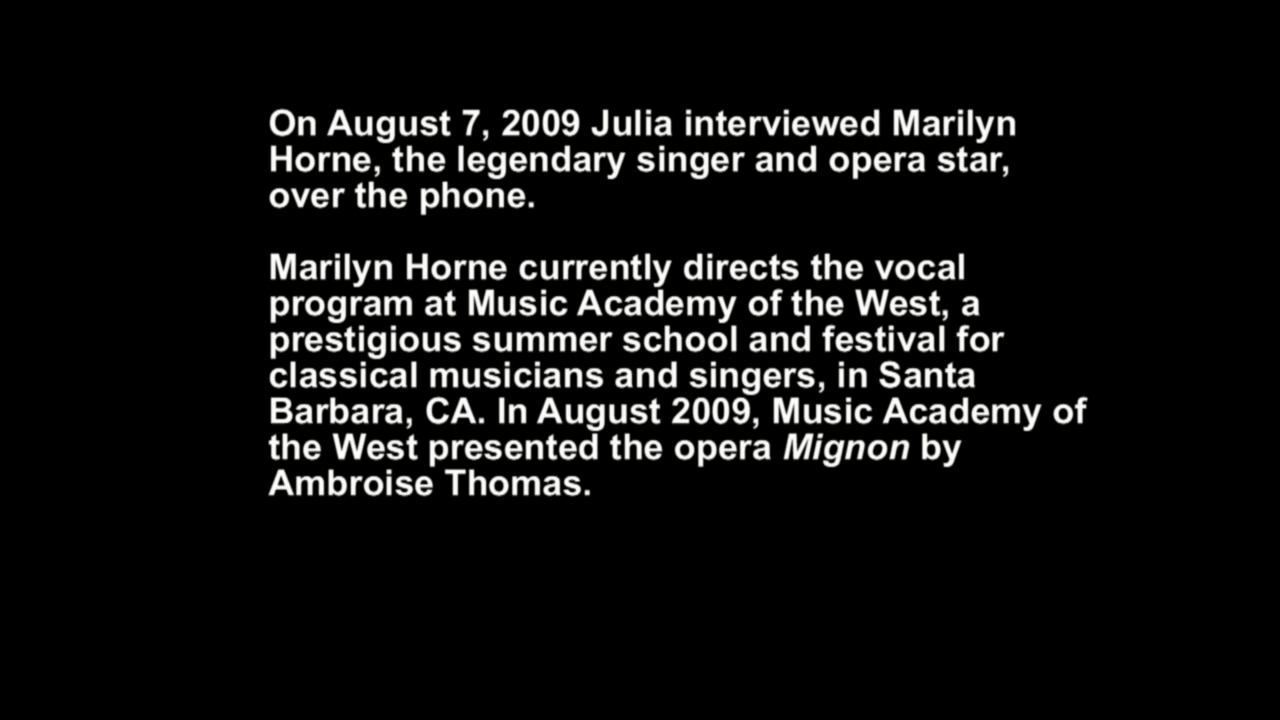 On August 7, 2009 Julia interviewed Marilyn
Horne, the legendary singer and opera star,
over the phone.
Marilyn Horne currently directs the vocal
program at Music Academy of the West, a
prestigious summer school and festival for
classical musicians and singers, in Santa
Barbara, CA. In August 2009, Music Academy of
the West presented the opera Mignon by
Ambroise Thomas.